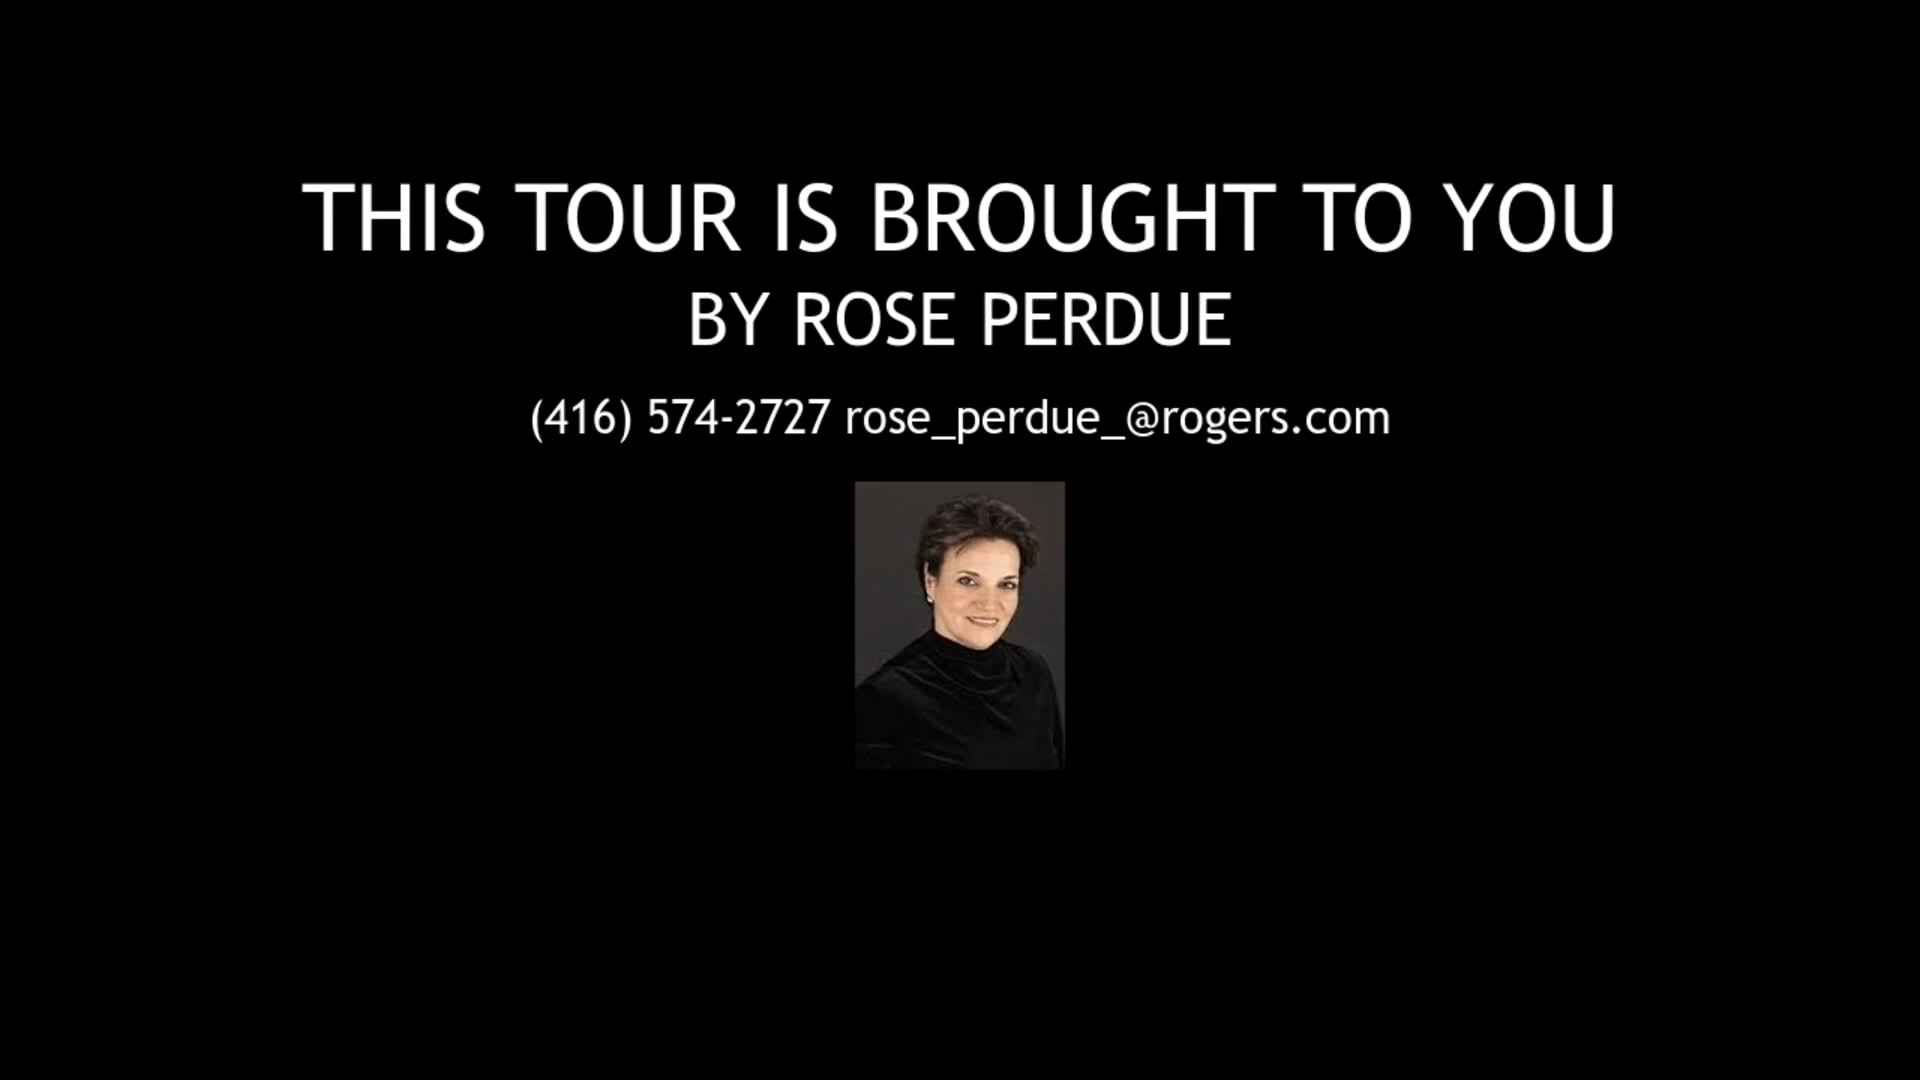 THIS TOUR IS BROUGHT TO YOU
BY ROSE PERDUE
(416) 574-2727 rose_perdue_@rogers.com